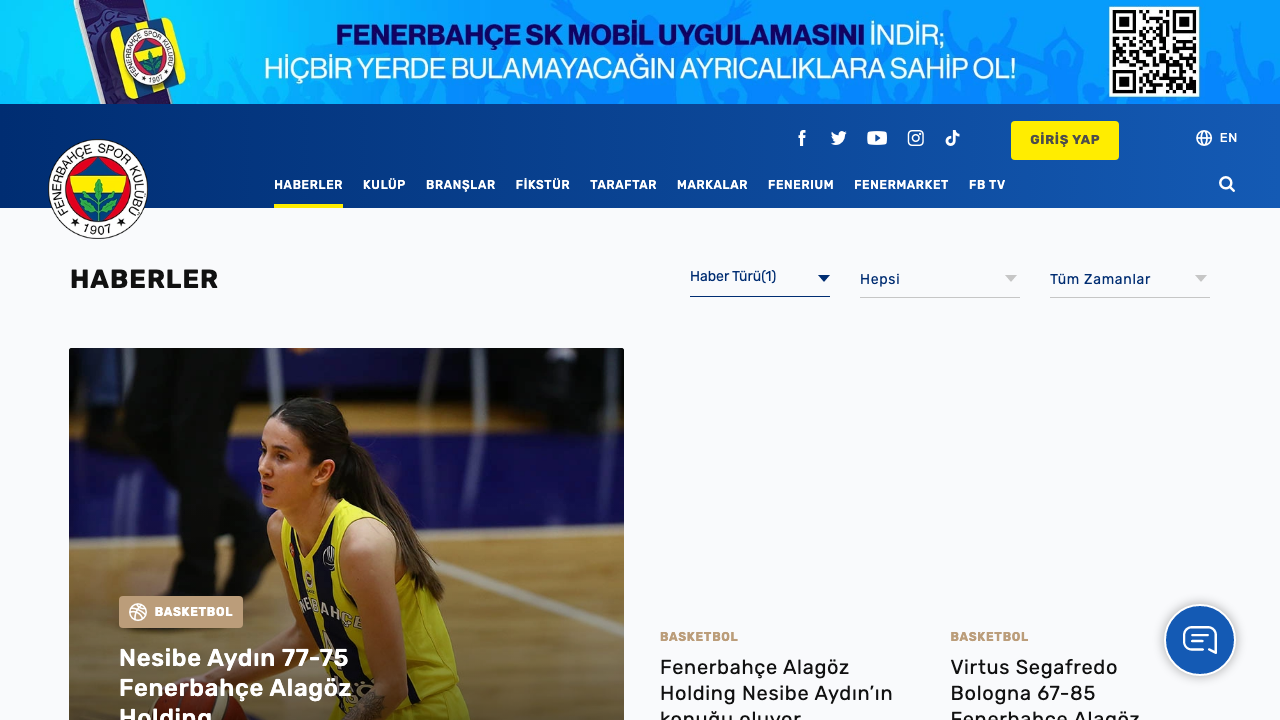 FENERBAHÇE SK MOBİL UYGULAMASINI İNDİR;
HİÇBİR YERDE BULAMAYACAĞIN AYRICALIKLARA SAHİP OL!
GİRİŞ YAP
EN
FENERBAHÇE SPOR KULÜBÜ
★ 1907 ★
HABERLER KULÜP BRANŞLAR FİKSTÜR TARAFTAR MARKALAR FENERIUM FENERMARKET FB TV
HABERLER
Haber Türü(1)
Hepsi
Tüm Zamanlar
BASKETBOL
Nesibe Aydın 77-75
Fenerbahçe Alagöz
Holding
BASKETBOL
Fenerbahçe Alagöz
Holding Nesibe Aydın’ın
konuğu oluyor
BASKETBOL
Virtus Segafredo
Bologna 67-85
Fenerbahçe Alagöz